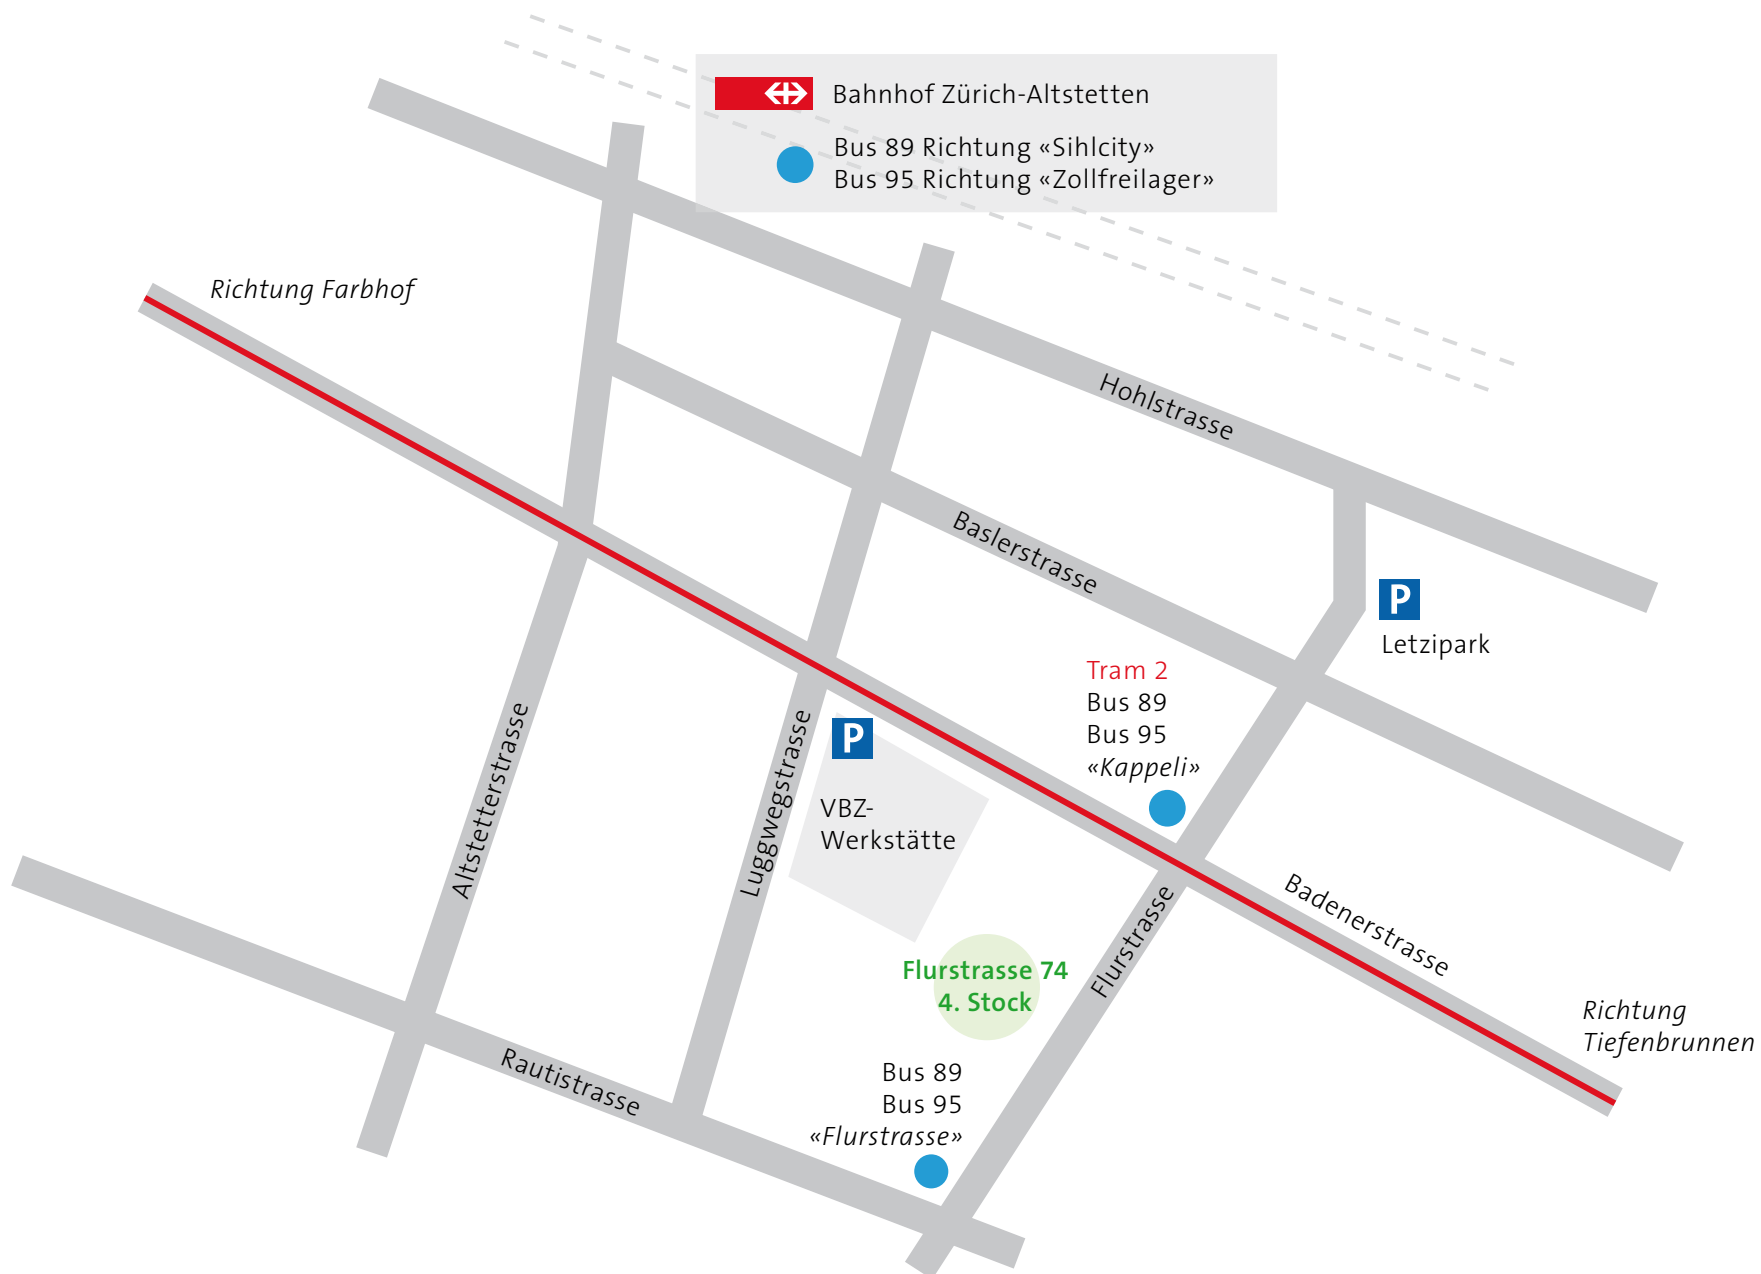 Bahnhof Zürich-Altstetten
Bus 89 Richtung «Sihlcity»
Bus 95 Richtung «Zollfreilager»
Richtung Farbhof
Hohlstrasse
Baslerstrasse
P
Letzipark
Tram 2
Bus 89
Bus 95
«Kappeli»
Altstetterstrasse
Luggwegstrasse
P
VBZ-
Werkstätte
Flurstrasse
Badenerstrasse
Flurstrasse 74
4. Stock
Richtung
Tiefenbrunnen
Rautistrasse
Bus 89
Bus 95
«Flurstrasse»